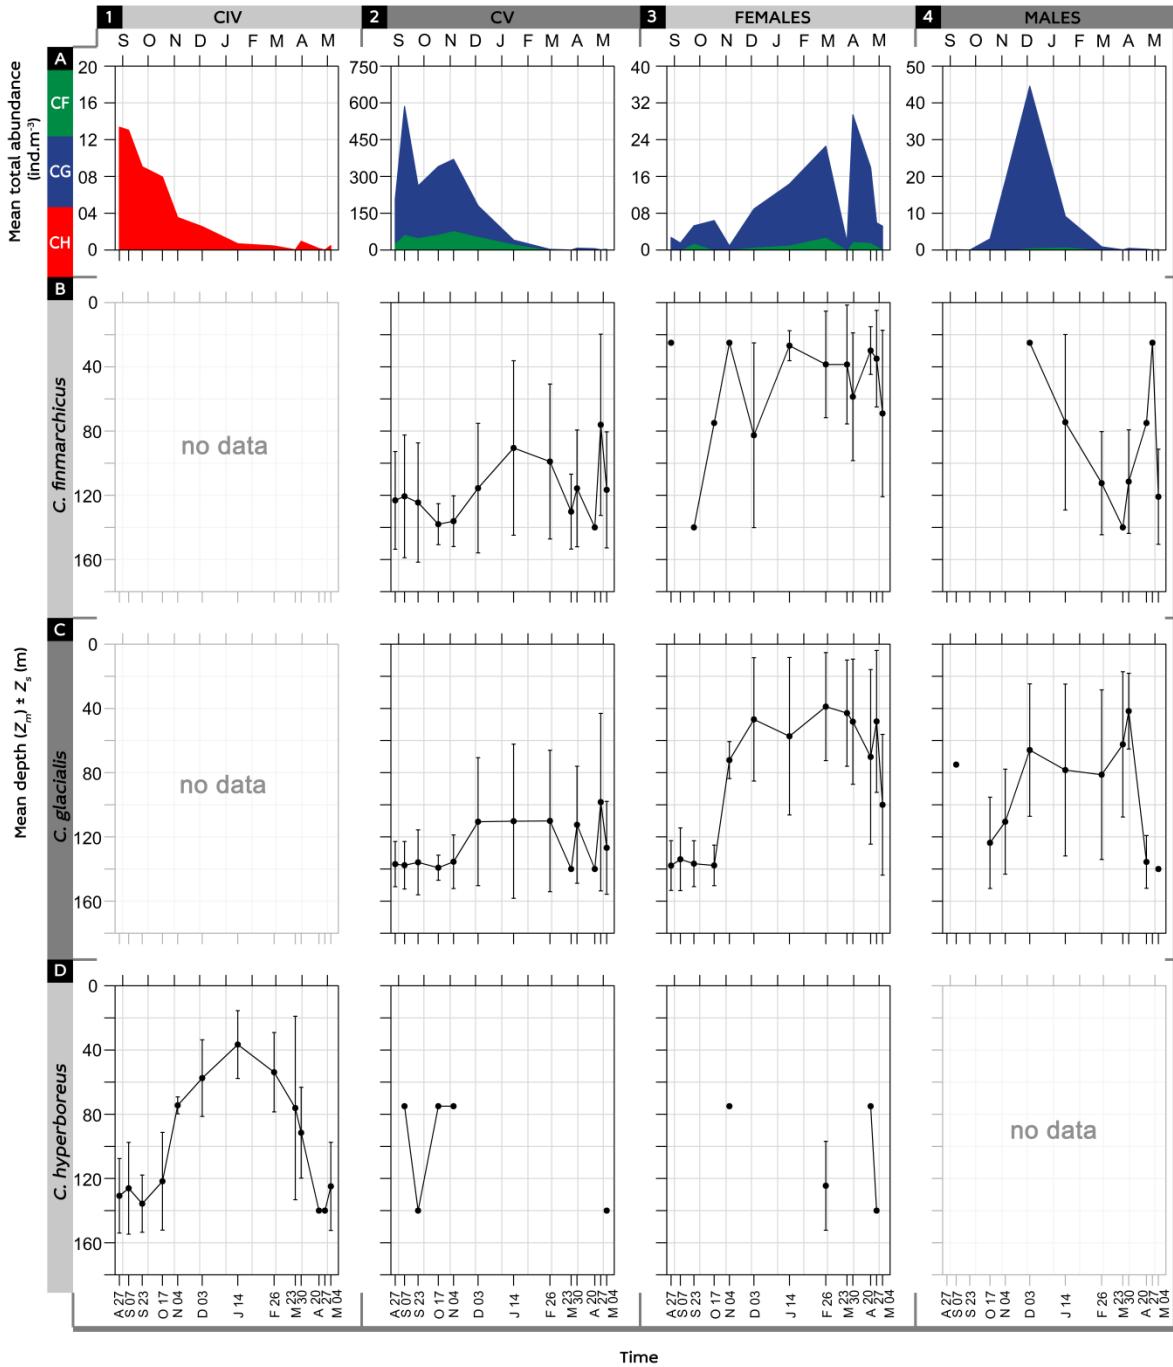 1 CIV 2 CV 3 FEMALES 4 MALES
S O N D J F M A M S O N D J F M A M S O N D J F M A M S O N D J F M A M
Mean total abundance
(ind.m⁻³)
A
CF
CG
CH
20 16 12 08 04 0
750 600 450 300 150 0
40 32 24 16 08 0
50 40 30 20 10 0
Mean depth (Zm) ± Zs (m)
B
C. finmarchicus
0 40 80 120 160
no data
C
C. glacialis
0 40 80 120 160
no data
D
C. hyperboreus
0 40 80 120 160
no data
A 27 S 07 S 23 O 17 N 04 D 03 J 14 F 26 M 23 M 30 A 20 A 27 M 04
A 27 S 07 S 23 O 17 N 04 D 03 J 14 F 26 M 23 M 30 A 20 A 27 M 04
A 27 S 07 S 23 O 17 N 04 D 03 J 14 F 26 M 23 M 30 A 20 A 27 M 04
A 27 S 07 S 23 O 17 N 04 D 03 J 14 F 26 M 23 M 30 A 20 A 27 M 04
Time